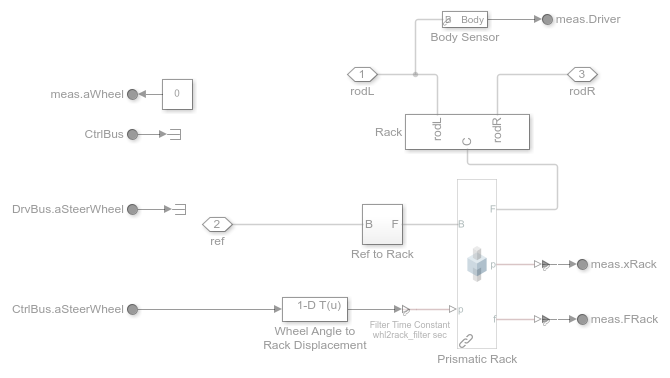 Body
meas.Driver
Body Sensor
1
rodL
3
rodR
meas.aWheel
0
CtrlBus
Rack
rodL
rodR
C
DrvBus.aSteerWheel
2
ref
B F
Ref to Rack
F
B
p
meas.xRack
CtrlBus.aSteerWheel
1-D T(u)
Wheel Angle to
Rack Displacement
Filter Time Constant
whl2rack_filter sec
p
f
meas.FRack
Prismatic Rack